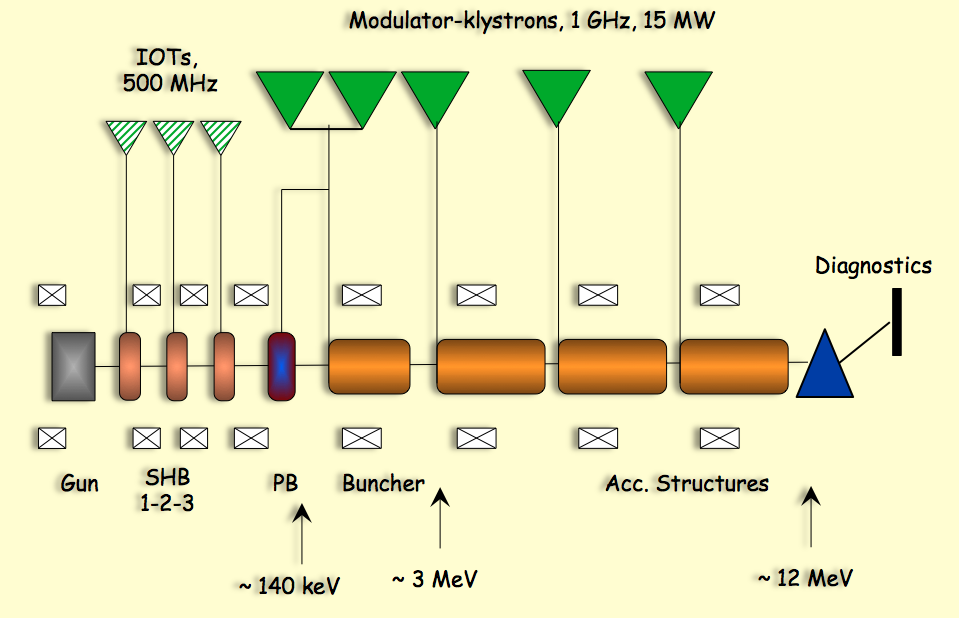 Modulator-klystrons, 1 GHz, 15 MW
IOTs,
500 MHz
Diagnostics
Gun
SHB
1-2-3
PB
Buncher
Acc. Structures
~ 140 keV
~ 3 MeV
~ 12 MeV